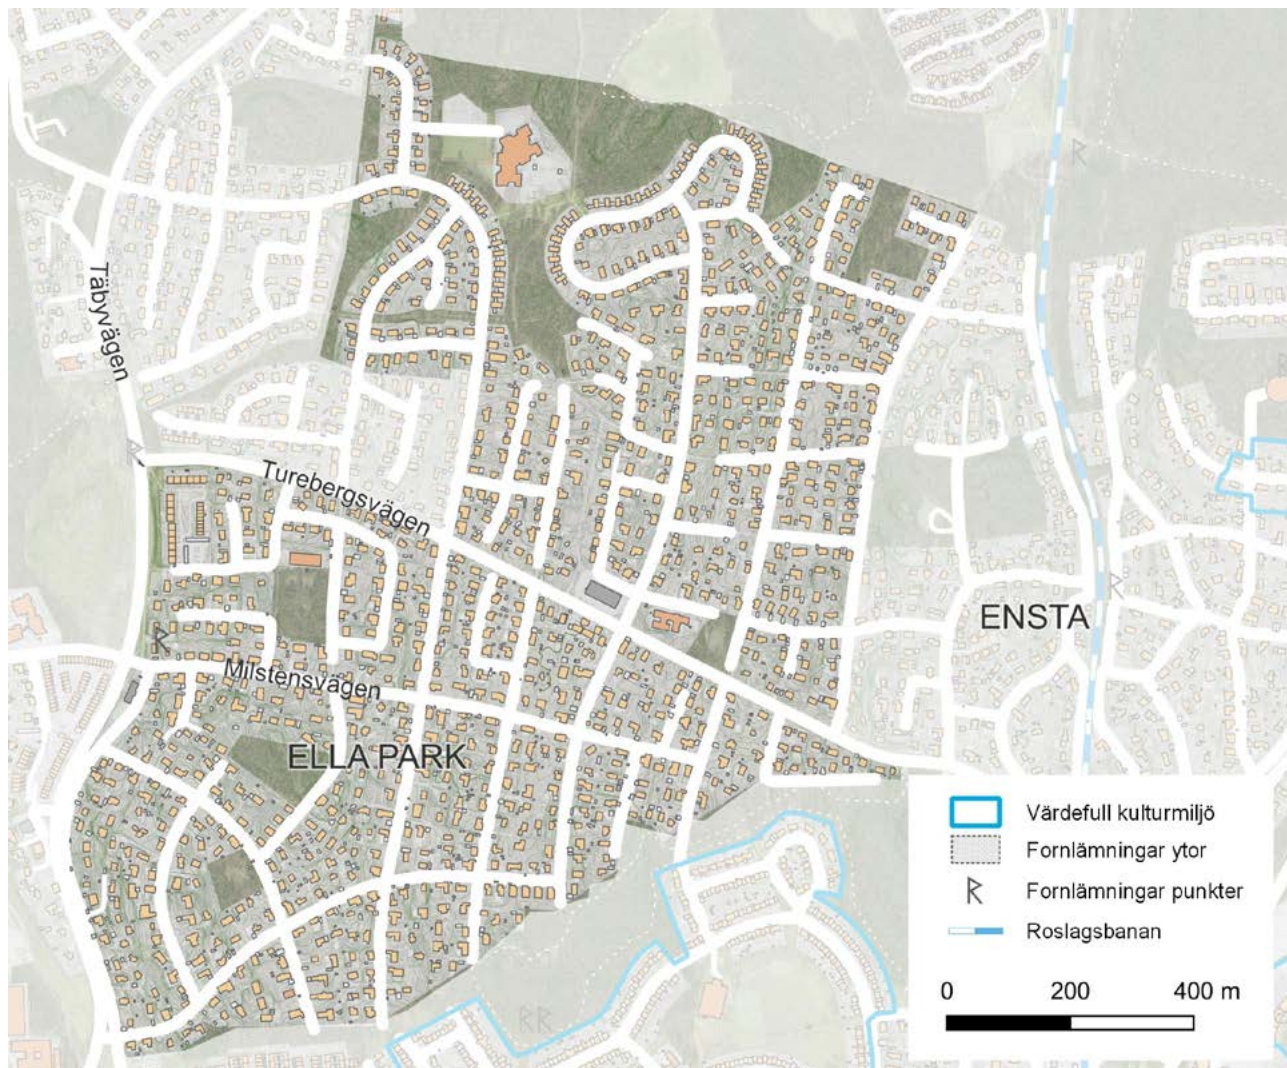 Täbyvägen
Turebergsvägen
Milstensvägen
ELLA PARK
ENSTA
Värdefull kulturmiljö
Fornlämningar ytor
Fornlämningar punkter
Roslagsbanan
0 200 400 m